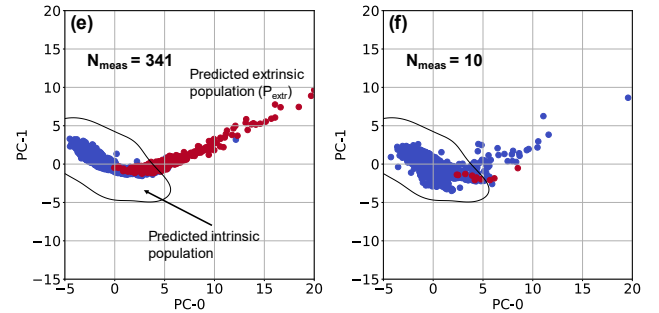 (e)
N_meas = 341
Predicted extrinsic
population (P_extr)
Predicted intrinsic
population
PC-1
20
15
10
5
0
−5
−10
−15
−5
0
5
10
15
20
PC-0
(f)
N_meas = 10
PC-1
20
15
10
5
0
−5
−10
−15
−5
0
5
10
15
20
PC-0